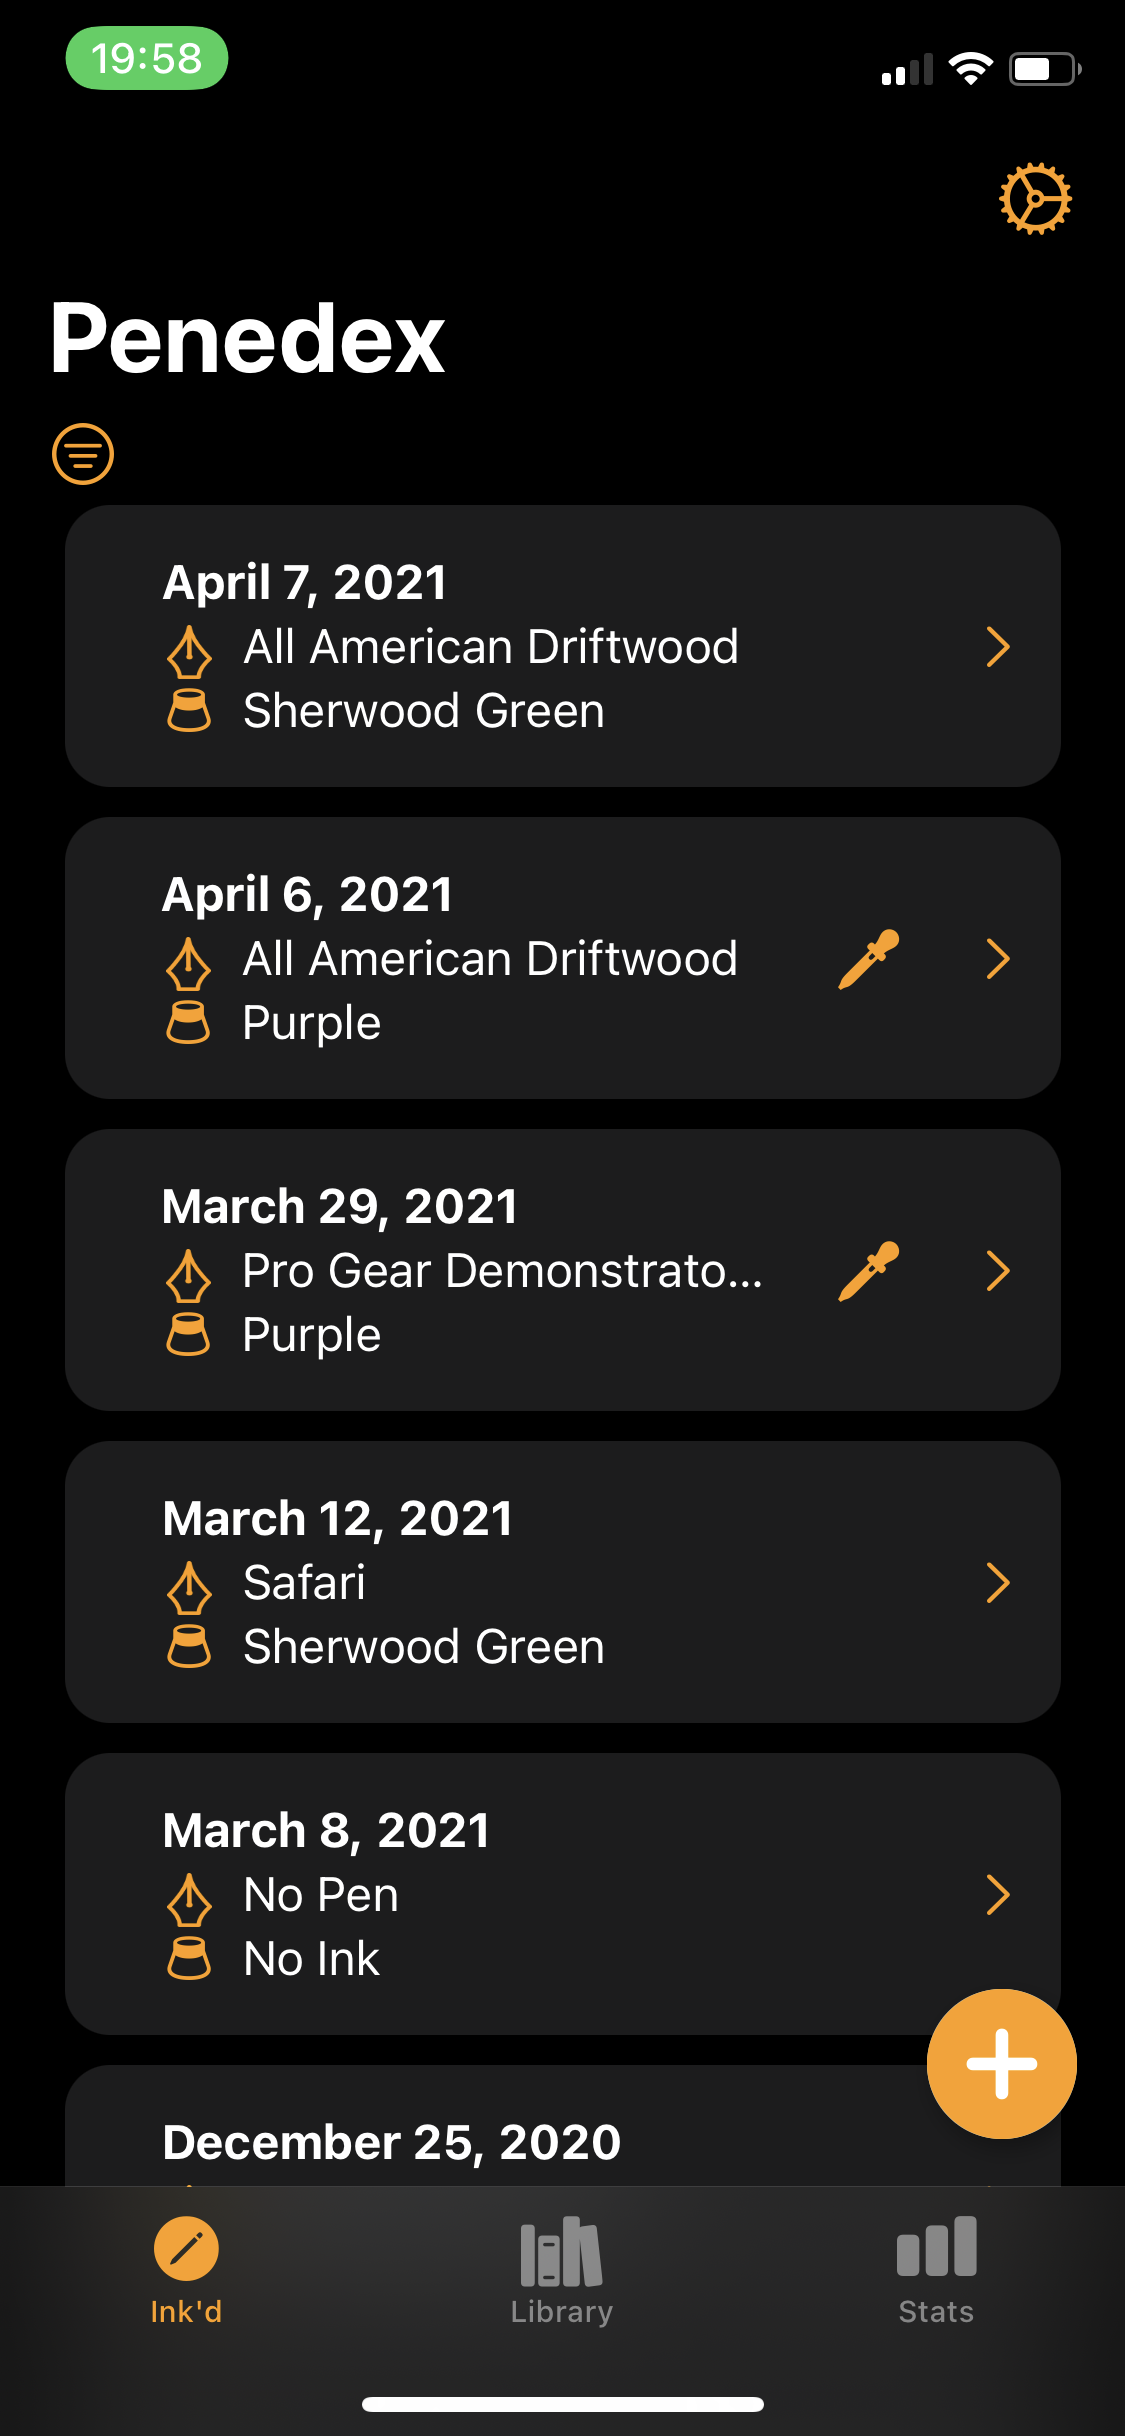 19:58
Penedex
April 7, 2021
All American Driftwood
Sherwood Green
April 6, 2021
All American Driftwood
Purple
March 29, 2021
Pro Gear Demonstrato...
Purple
March 12, 2021
Safari
Sherwood Green
March 8, 2021
No Pen
No Ink
December 25, 2020
Ink'd
Library
Stats